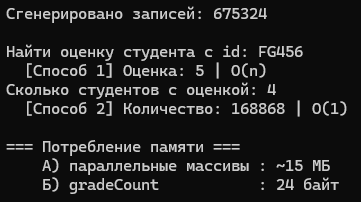 Сгенерировано записей: 675324
Найти оценку студента с id: FG456
[Способ 1] Оценка: 5 | O(n)
Сколько студентов с оценкой: 4
[Способ 2] Количество: 168868 | O(1)
=== Потребление памяти ===
А) параллельные массивы : ~15 МБ
Б) gradeCount : 24 байт